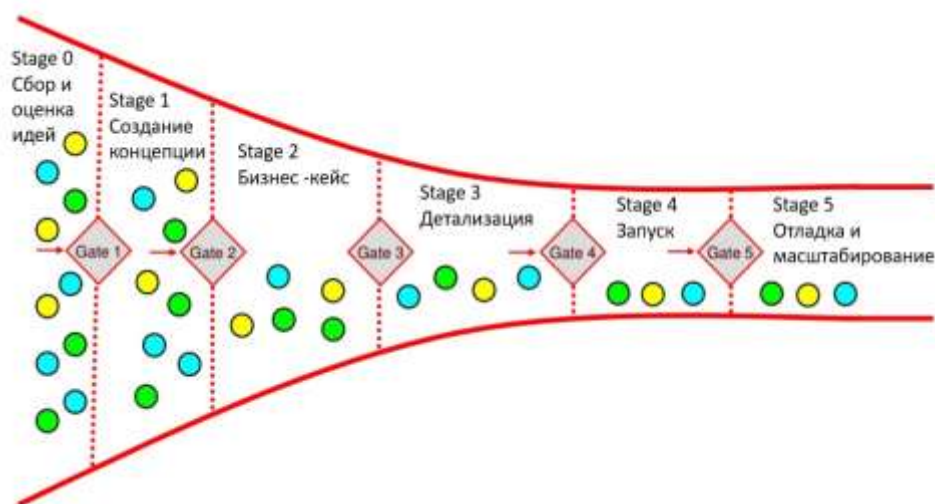 Stage 0
Сбор и
оценка
идей
Stage 1
Создание
концепции
Stage 2
Бизнес -кейс
Stage 3
Детализация
Stage 4
Запуск
Stage 5
Отладка и
масштабирование
Gate 1
Gate 2
Gate 3
Gate 4
Gate 5